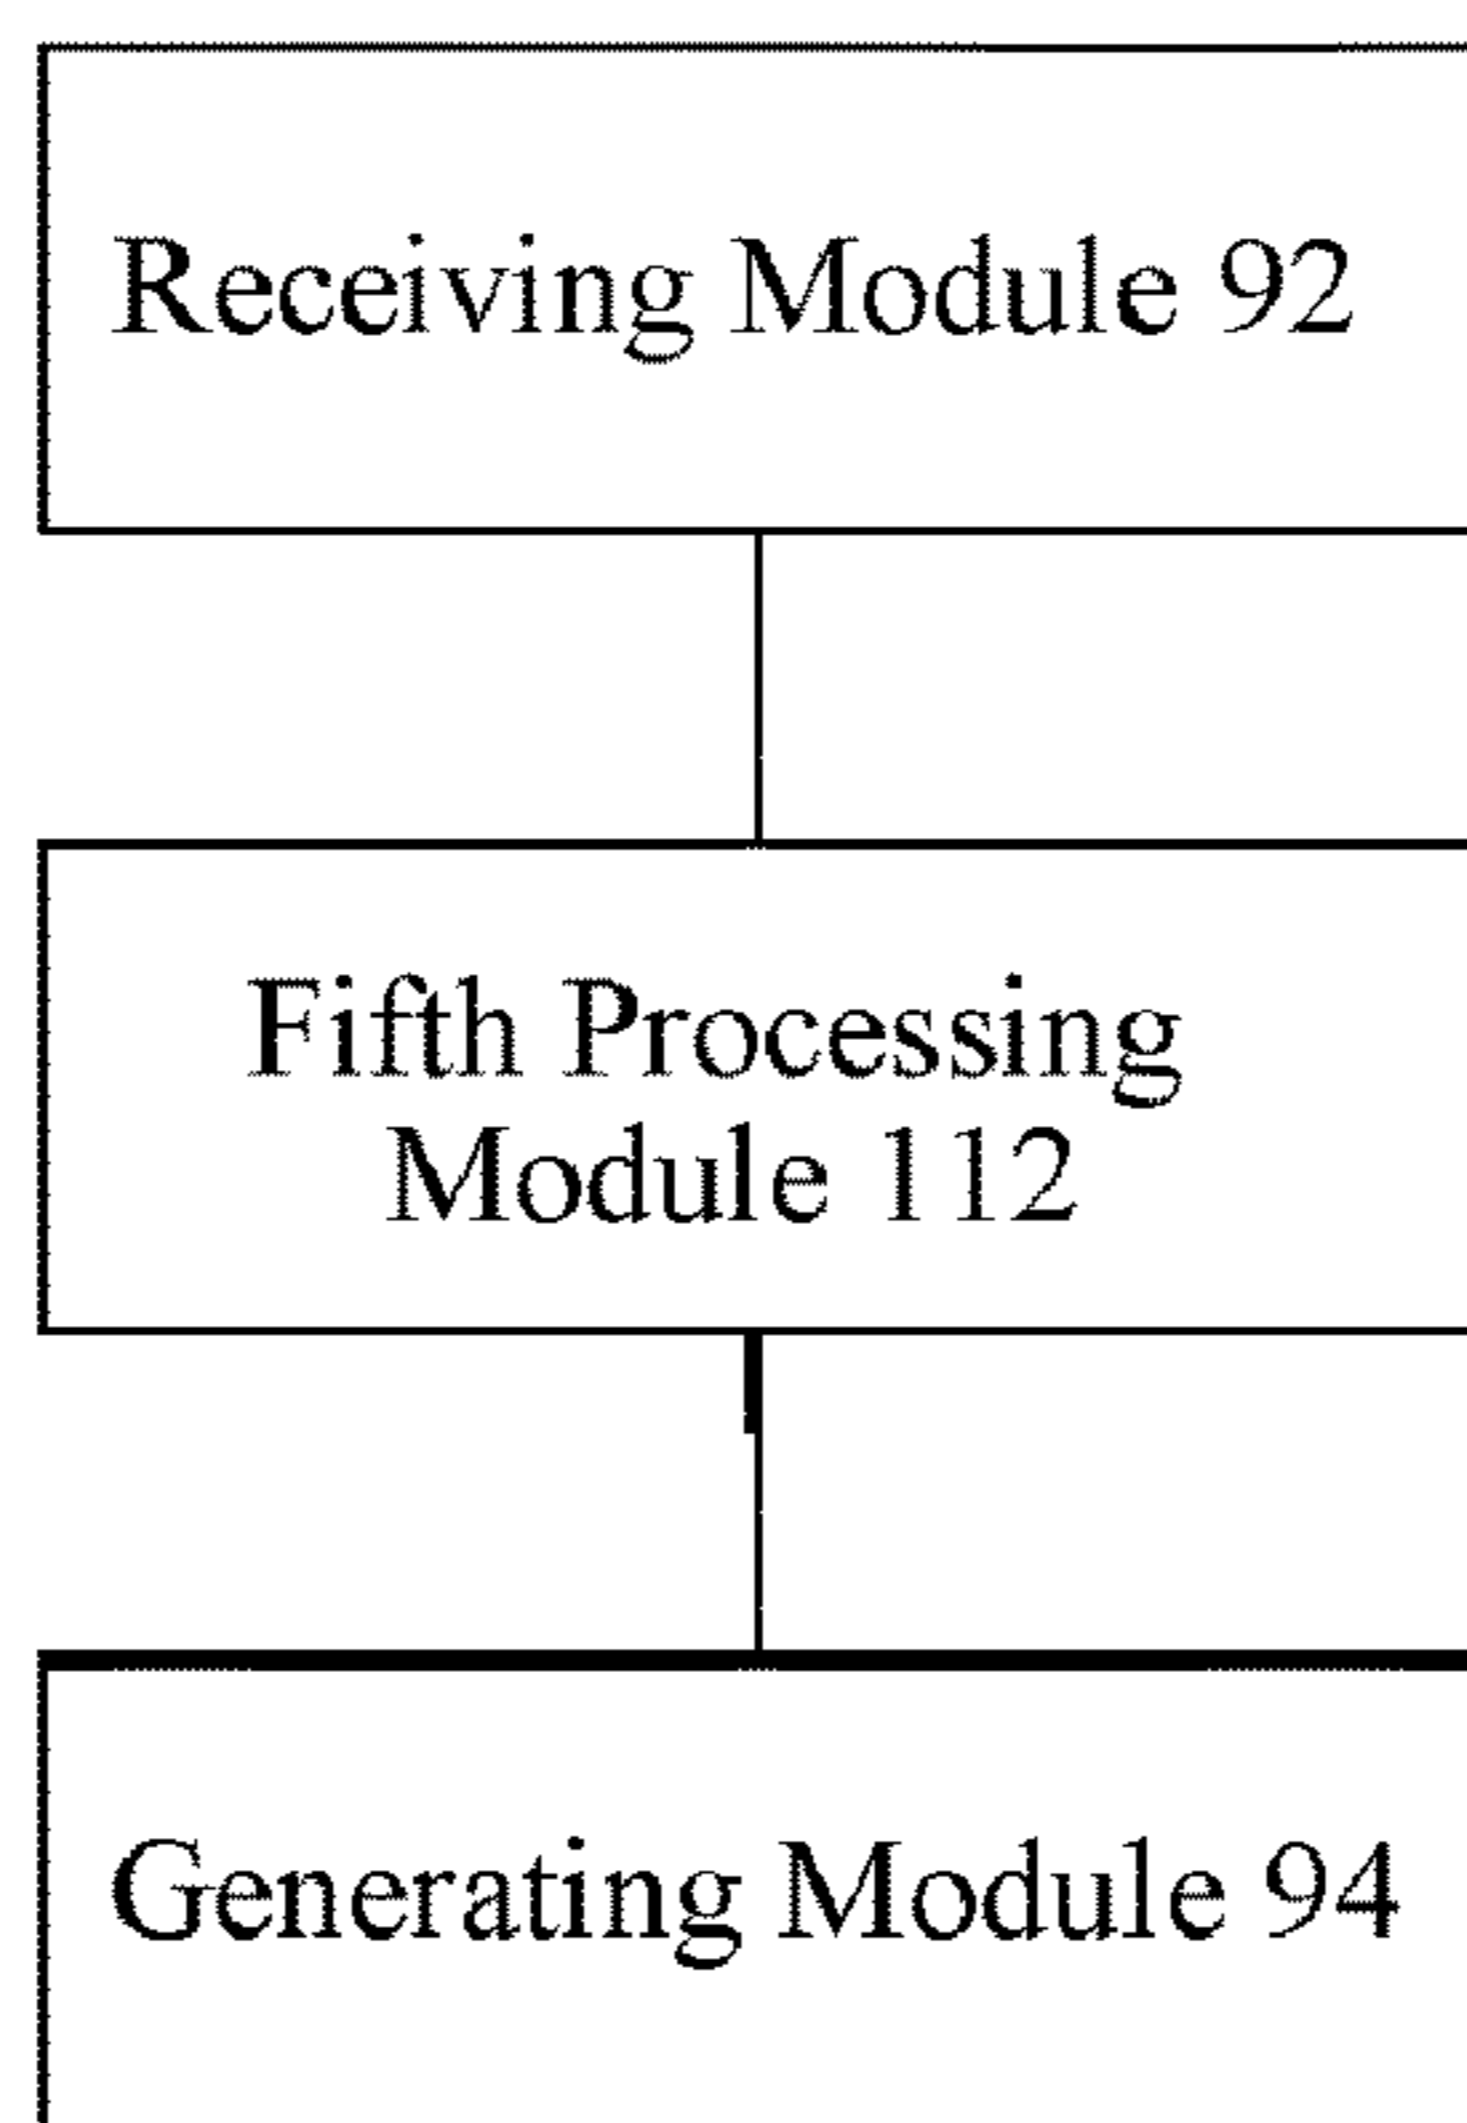 Receiving Module 92
Fifth Processing
Module 112
Generating Module 94